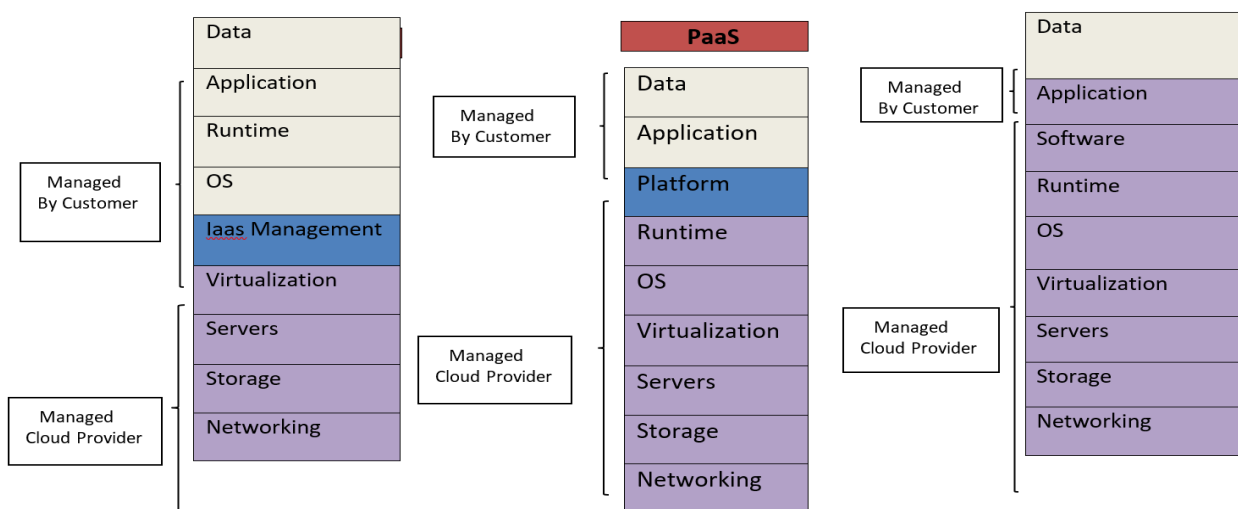 Data
Application
Runtime
OS
Iaas Management
Virtualization
Servers
Storage
Networking
Managed
By Customer
Managed
Cloud Provider
PaaS
Data
Application
Platform
Runtime
OS
Virtualization
Servers
Storage
Networking
Managed
By Customer
Managed
Cloud Provider
Data
Application
Software
Runtime
OS
Virtualization
Servers
Storage
Networking
Managed
By Customer
Managed
Cloud Provider